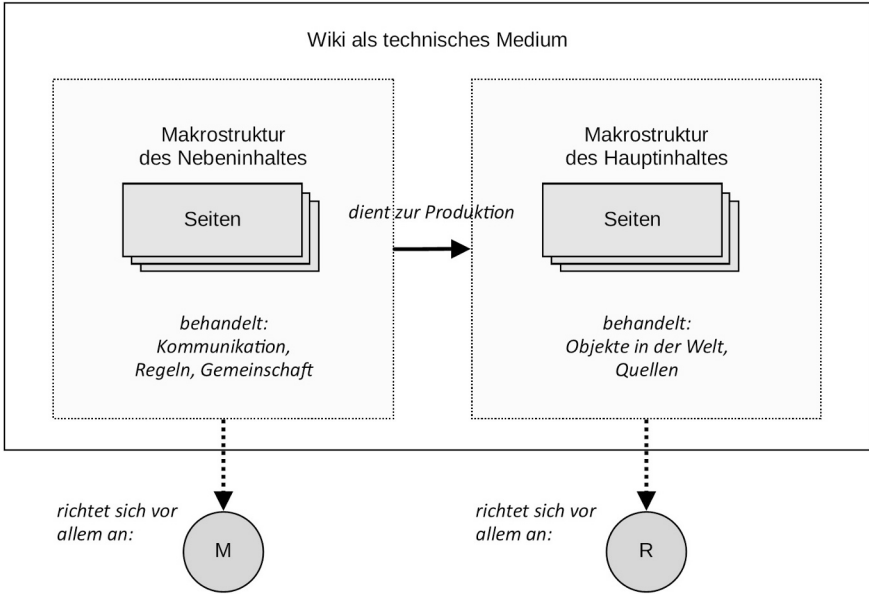 Wiki als technisches Medium
Makrostruktur
des Nebeninhaltes
Seiten
behandelt:
Kommunikation,
Regeln, Gemeinschaft
dient zur Produktion
Makrostruktur
des Hauptinhaltes
Seiten
behandelt:
Objekte in der Welt,
Quellen
richtet sich vor
allem an:
M
richtet sich vor
allem an:
R